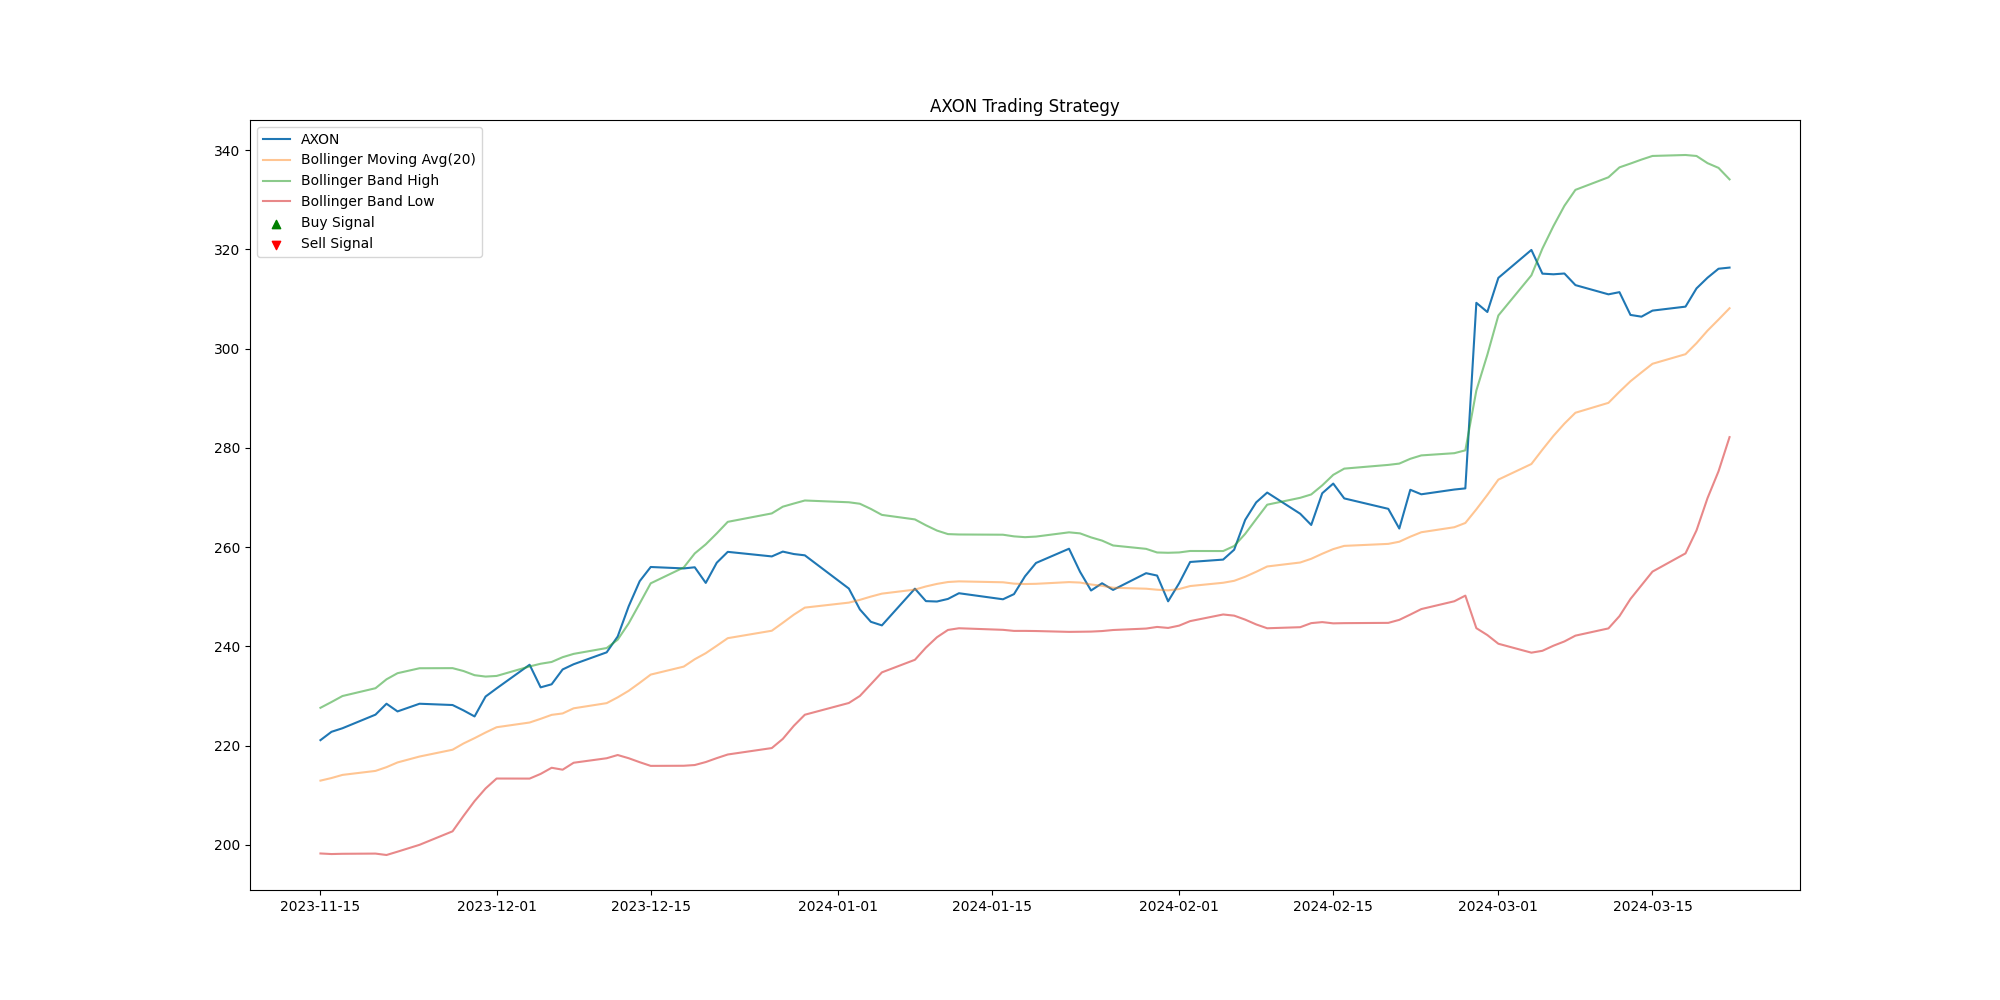 AXON Trading Strategy
AXON
Bollinger Moving Avg(20)
Bollinger Band High
Bollinger Band Low
Buy Signal
Sell Signal
340
320
300
280
260
240
220
200
2023-11-15
2023-12-01
2023-12-15
2024-01-01
2024-01-15
2024-02-01
2024-02-15
2024-03-01
2024-03-15